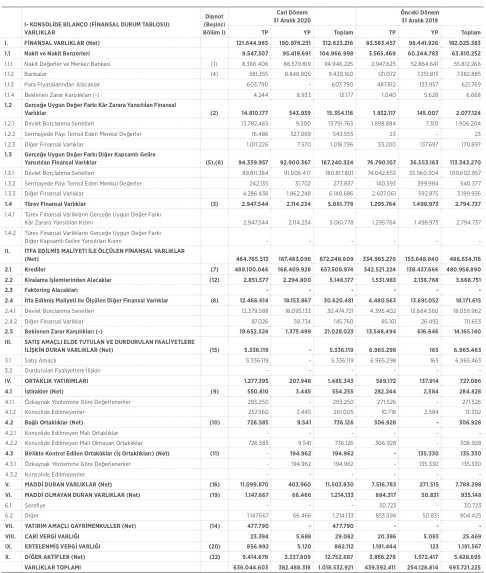 Dipnot Cari Dönem Önceki Dönem
I- KONSOLİDE BİLANÇO (FİNANSAL DURUM TABLOSU) (Beşinci 31 Aralık 2020 31 Aralık 2019
VARLIKLAR Bölüm I) TP YP Toplam TP YP Toplam
I. FİNANSAL VARLIKLAR (Net) 121.644.985 190.978.231 312.623.216 83.583.457 98.441.926 182.025.383
1.1 Nakit ve Nakit Benzerleri 9.547.307 95.419.691 104.966.998 3.565.469 60.244.783 63.810.252
1.1.1 Nakit Değerler ve Merkez Bankası (1) 8.366.406 86.579.819 94.946.225 2.947.625 52.864.641 55.812.266
1.1.2 Bankalar (4) 581.355 8.848.805 9.430.160 131.072 7.251.813 7.382.885
1.1.3 Para Piyasalarından Alacaklar 603.790 - 603.790 487.812 133.957 621.769
1.1.4 Beklenen Zarar Karşılıkları (-) 4.244 8.933 13.177 1.040 5.628 6.668
1.2 Gerçeğe Uygun Değer Farkı Kâr Zarara Yansıtılan Finansal
Varlıklar (2) 14.810.177 543.939 15.354.116 1.932.117 145.007 2.077.124
1.2.1 Devlet Borçlanma Senetleri 13.782.465 9.300 13.791.765 1.898.894 7.310 1.906.204
1.2.2 Sermayede Payı Temsil Eden Menkul Değerler 16.488 527.069 543.555 23 - 23
1.2.3 Diğer Finansal Varlıklar 1.011.226 7.570 1.018.796 33.200 137.697 170.897
1.3 Gerçeğe Uygun Değer Farkı Diğer Kapsamlı Gelire
Yansıtılan Finansal Varlıklar (5),(6) 94.339.957 92.900.367 187.240.324 76.790.107 36.553.163 113.343.270
1.3.1 Devlet Borçlanma Senetleri 89.811.384 91.006.417 180.817.801 74.042.653 35.560.304 109.602.957
1.3.2 Sermayede Payı Temsil Eden Menkul Değerler 242.135 31.702 273.837 140.393 399.984 540.377
1.3.3 Diğer Finansal Varlıklar 4.286.438 1.862.248 6.148.686 2.607.061 592.875 3.199.936
1.4 Türev Finansal Varlıklar (3) 2.947.544 2.114.234 5.061.778 1.295.764 1.498.973 2.794.737
1.4.1 Türev Finansal Varlıkların Gerçeğe Uygun Değer Farkı
Kâr Zarara Yansıtılan Kısmı 2.947.544 2.114.234 5.061.778 1.295.764 1.498.973 2.794.737
1.4.2 Türev Finansal Varlıkların Gerçeğe Uygun Değer Farkı
Diğer Kapsamlı Gelire Yansıtılan Kısmı - - - - - -
II. İTFA EDİLMİŞ MALİYETİ İLE ÖLÇÜLEN FİNANSAL VARLIKLAR
(Net) 484.765.513 187.483.096 672.248.609 334.985.276 153.648.840 488.634.116
2.1 Krediler (7) 489.100.046 168.409.928 657.509.974 342.521.224 138.437.666 480.958.890
2.2 Kiralama İşlemlerinden Alacaklar (12) 2.851.377 2.294.800 5.146.177 1.531.983 2.136.768 3.668.751
2.3 Faktoring Alacakları - - - - - -
2.4 İtfa Edilmiş Maliyeti ile Ölçülen Diğer Finansal Varlıklar (8) 12.466.614 18.153.867 30.620.481 4.480.563 13.691.052 18.171.615
2.4.1 Devlet Borçlanma Senetleri 12.379.588 18.095.133 30.474.721 4.395.402 13.664.560 18.059.962
2.4.2 Diğer Finansal Varlıklar 87.026 58.734 145.760 85.161 26.492 111.653
2.5 Beklenen Zarar Karşılıkları (-) 19.652.524 1.375.499 21.028.023 13.548.494 616.646 14.165.140
III. SATIŞ AMAÇLI ELDE TUTULAN VE DURDURULAN FAALİYETLERE
İLİŞKİN DURAN VARLIKLAR (Net) (15) 5.336.119 - 5.336.119 6.965.298 165 6.965.463
3.1 Satış Amaçlı 5.336.119 - 5.336.119 6.965.298 165 6.965.463
3.2 Durdurulan Faaliyetlere İlişkin - - - - - -
IV. ORTAKLIK YATIRIMLARI 1.277.395 207.948 1.485.343 589.172 137.914 727.086
4.1 İştirakler (Net) (9) 550.810 3.445 554.255 282.244 2.584 284.828
4.1.1 Özkaynak Yöntemine Göre Değerlenenler 293.250 - 293.250 271.526 - 271.526
4.1.2 Konsolide Edilmeyenler 257.560 3.445 261.005 10.718 2.584 13.302
4.2 Bağlı Ortaklıklar (Net) (10) 726.585 9.541 736.126 306.928 - 306.928
4.2.1 Konsolide Edilmeyen Mali Ortaklıklar - - - - - -
4.2.2 Konsolide Edilmeyen Mali Olmayan Ortaklıklar 726.585 9.541 736.126 306.928 - 306.928
4.3 Birlikte Kontrol Edilen Ortaklıklar (İş Ortaklıkları) (Net) (11) - 194.962 194.962 - 135.330 135.330
4.3.1 Özkaynak Yöntemine Göre Değerlenenler - 194.962 194.962 - 135.330 135.330
4.3.2 Konsolide Edilmeyenler - - - - - -
V. MADDİ DURAN VARLIKLAR (Net) (16) 11.099.870 403.960 11.503.830 7.516.783 271.515 7.788.298
VI. MADDİ OLMAYAN DURAN VARLIKLAR (Net) (19) 1.147.667 66.466 1.214.133 884.317 50.831 935.148
6.1 Şerefiye - - - 30.723 - 30.723
6.2 Diğer 1.147.667 66.466 1.214.133 853.594 50.831 904.425
VII. YATIRIM AMAÇLI GAYRİMENKULLER (Net) (14) 477.790 - 477.790 - - -
VIII. CARİ VERGİ VARLIĞI 23.394 5.688 29.082 20.386 5.083 25.469
IX. ERTELENMİŞ VERGİ VARLIĞI (20) 856.992 5.120 862.112 1.191.444 123 1.191.567
X. DİĞER AKTİFLER (Net) (22) 9.414.878 3.337.809 12.752.687 3.856.278 1.572.417 5.428.695
VARLIKLAR TOPLAMI 636.044.603 382.488.318 1.018.532.921 439.592.411 254.128.814 693.721.225